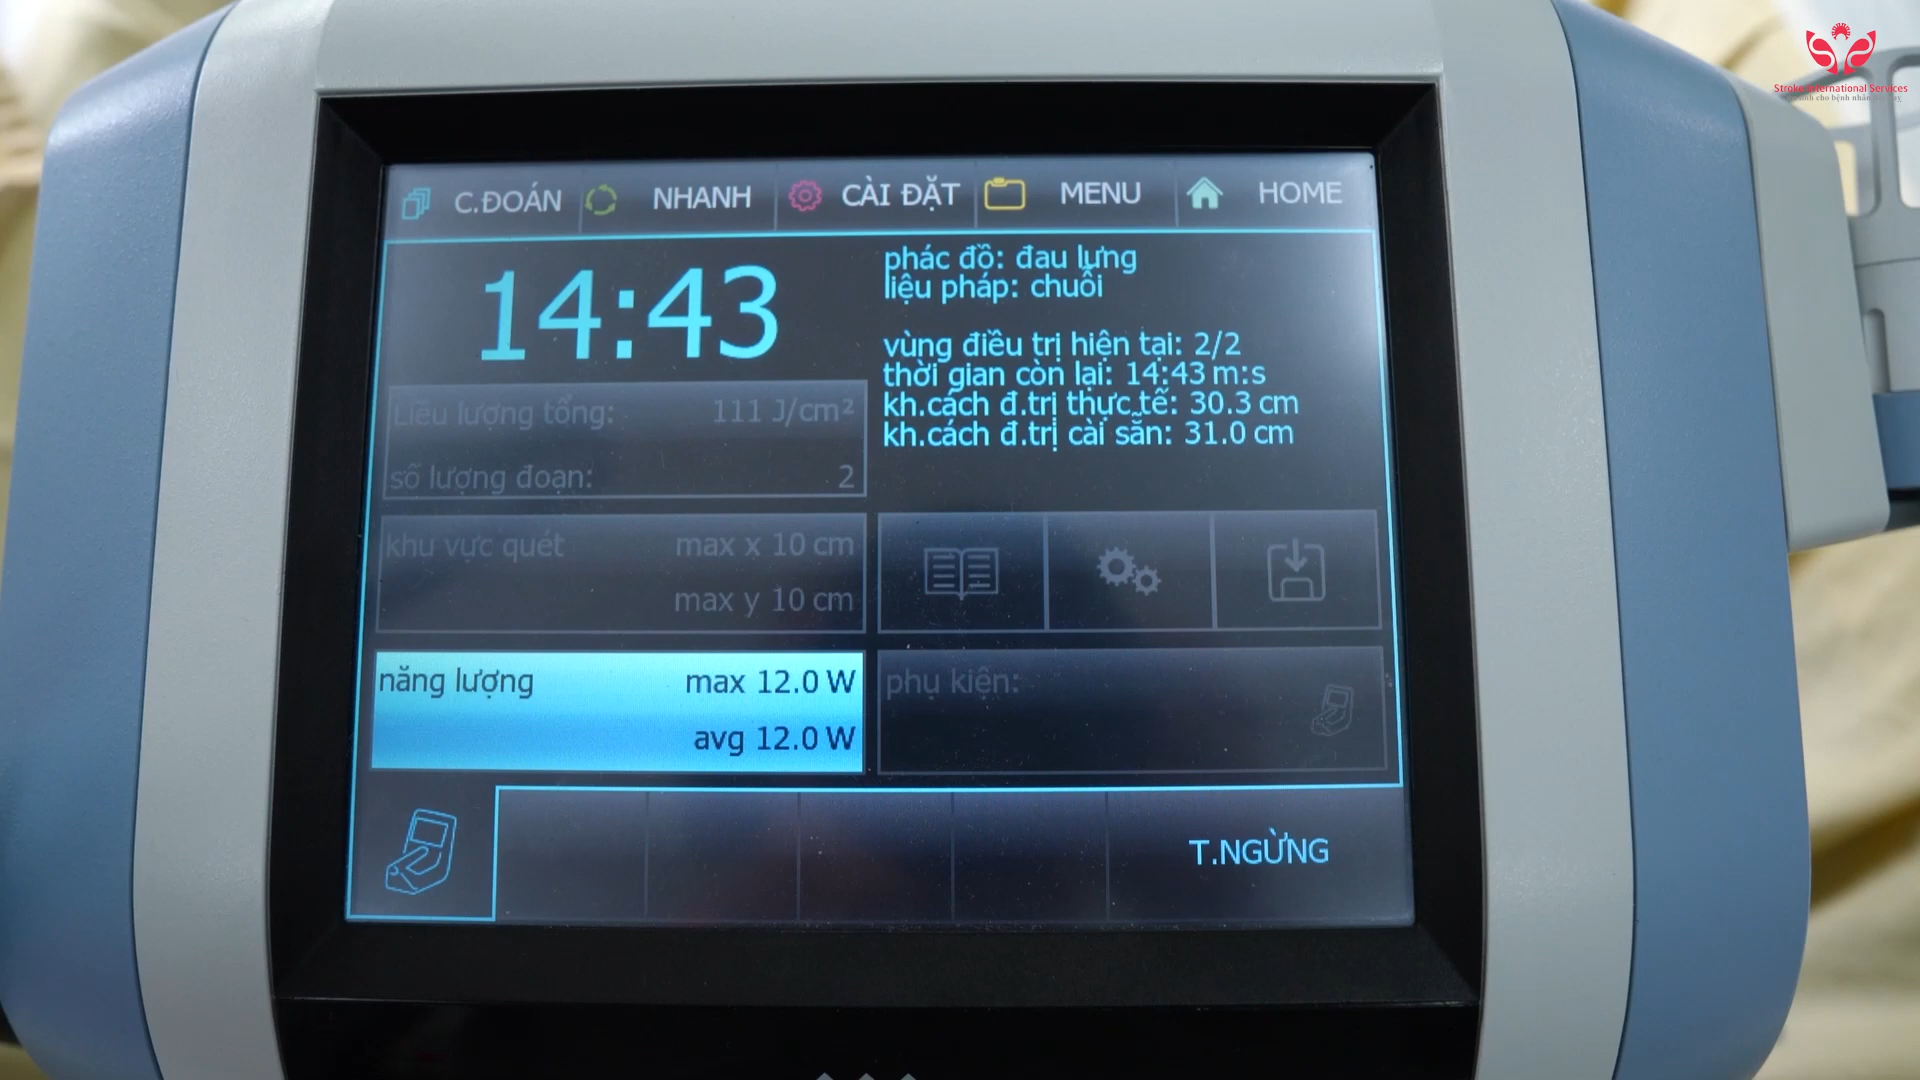 Stroke International Services
C.ĐOÁN NHANH CÀI ĐẶT MENU HOME
14:43
phác đồ: đau lưng
liệu pháp: chuỗi
vùng điều trị hiện tại: 2/2
thời gian còn lại: 14:43 m:s
kh.cách đ.trị thực tế: 30.3 cm
kh.cách đ.trị cài sẵn: 31.0 cm
Liều lượng tổng: 111 J/cm²
số lượng đoạn: 2
khu vực quét max x 10 cm
max y 10 cm
năng lượng max 12.0 W
avg 12.0 W
phụ kiện:
T.NGỪNG